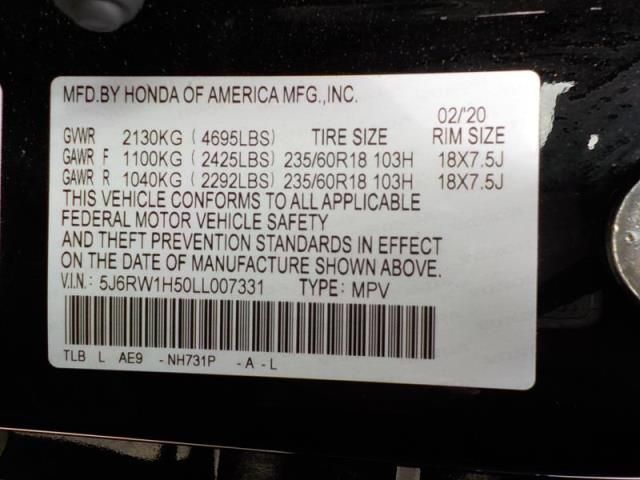 MFD.BY HONDA OF AMERICA MFG.,INC.
02/'20
GVWR 2130KG (4695LBS) TIRE SIZE RIM SIZE
GAWR F 1100KG (2425LBS) 235/60R18 103H 18X7.5J
GAWR R 1040KG (2292LBS) 235/60R18 103H 18X7.5J
THIS VEHICLE CONFORMS TO ALL APPLICABLE
FEDERAL MOTOR VEHICLE SAFETY
AND THEFT PREVENTION STANDARDS IN EFFECT
ON THE DATE OF MANUFACTURE SHOWN ABOVE.
V.I.N.: 5J6RW1H50LL007331 TYPE: MPV
TLB L AE9 -NH731P -A-L